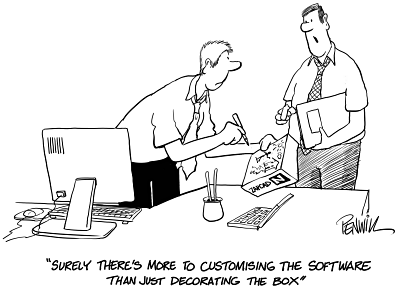 PENWILL
"SURELY THERE'S MORE TO CUSTOMISING THE SOFTWARE
THAN JUST DECORATING THE BOX"